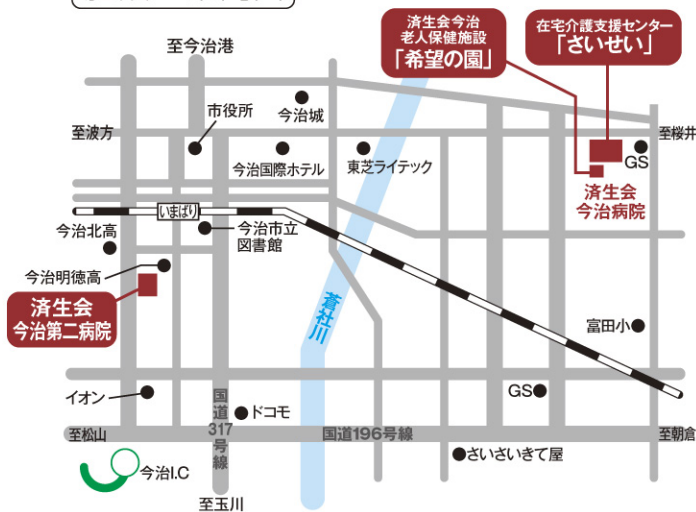 済生会今治
老人保健施設
「希望の園」
在宅介護支援センター
「さいせい」
至今治港
市役所
今治城
至波方
至桜井
今治国際ホテル
東芝ライテック
GS
済生会
今治病院
いまばり
今治北高
今治市立
図書館
今治明徳高
済生会
今治第二病院
蒼社川
富田小
イオン
国道317号線
ドコモ
GS
至松山
国道196号線
至朝倉
今治I.C
さいさいきて屋
至玉川